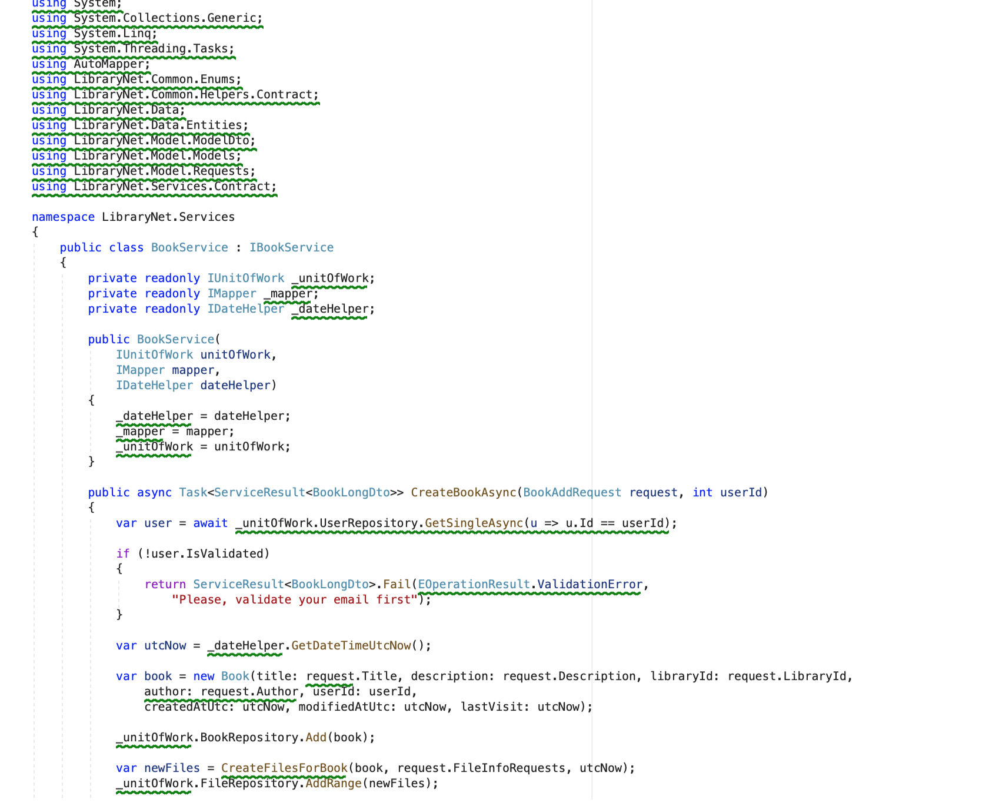 using System;
using System.Collections.Generic;
using System.Linq;
using System.Threading.Tasks;
using AutoMapper;
using LibraryNet.Common.Enums;
using LibraryNet.Common.Helpers.Contract;
using LibraryNet.Data;
using LibraryNet.Data.Entities;
using LibraryNet.Model.ModelDto;
using LibraryNet.Model.Models;
using LibraryNet.Model.Requests;
using LibraryNet.Services.Contract;

namespace LibraryNet.Services
{
    public class BookService : IBookService
    {
        private readonly IUnitOfWork _unitOfWork;
        private readonly IMapper _mapper;
        private readonly IDateHelper _dateHelper;

        public BookService(
            IUnitOfWork unitOfWork,
            IMapper mapper,
            IDateHelper dateHelper)
        {
            _dateHelper = dateHelper;
            _mapper = mapper;
            _unitOfWork = unitOfWork;
        }

        public async Task<ServiceResult<BookLongDto>> CreateBookAsync(BookAddRequest request, int userId)
        {
            var user = await _unitOfWork.UserRepository.GetSingleAsync(u => u.Id == userId);

            if (!user.IsValidated)
            {
                return ServiceResult<BookLongDto>.Fail(EOperationResult.ValidationError,
                    "Please, validate your email first");
            }

            var utcNow = _dateHelper.GetDateTimeUtcNow();

            var book = new Book(title: request.Title, description: request.Description, libraryId: request.LibraryId,
                author: request.Author, userId: userId,
                createdAtUtc: utcNow, modifiedAtUtc: utcNow, lastVisit: utcNow);

            _unitOfWork.BookRepository.Add(book);

            var newFiles = CreateFilesForBook(book, request.FileInfoRequests, utcNow);
            _unitOfWork.FileRepository.AddRange(newFiles);